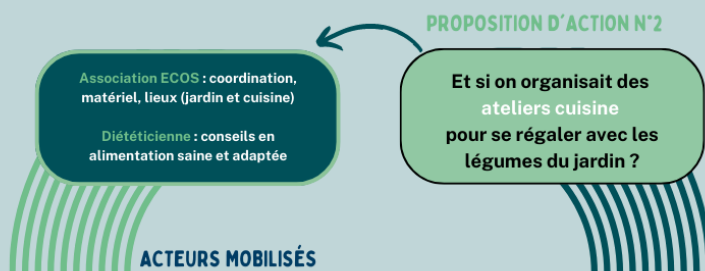 PROPOSITION D'ACTION N°2
Association ECOS : coordination,
matériel, lieux (jardin et cuisine)
Diététicienne : conseils en
alimentation saine et adaptée
Et si on organisait des
ateliers cuisine
pour se régaler avec les
légumes du jardin ?
ACTEURS MOBILISÉS